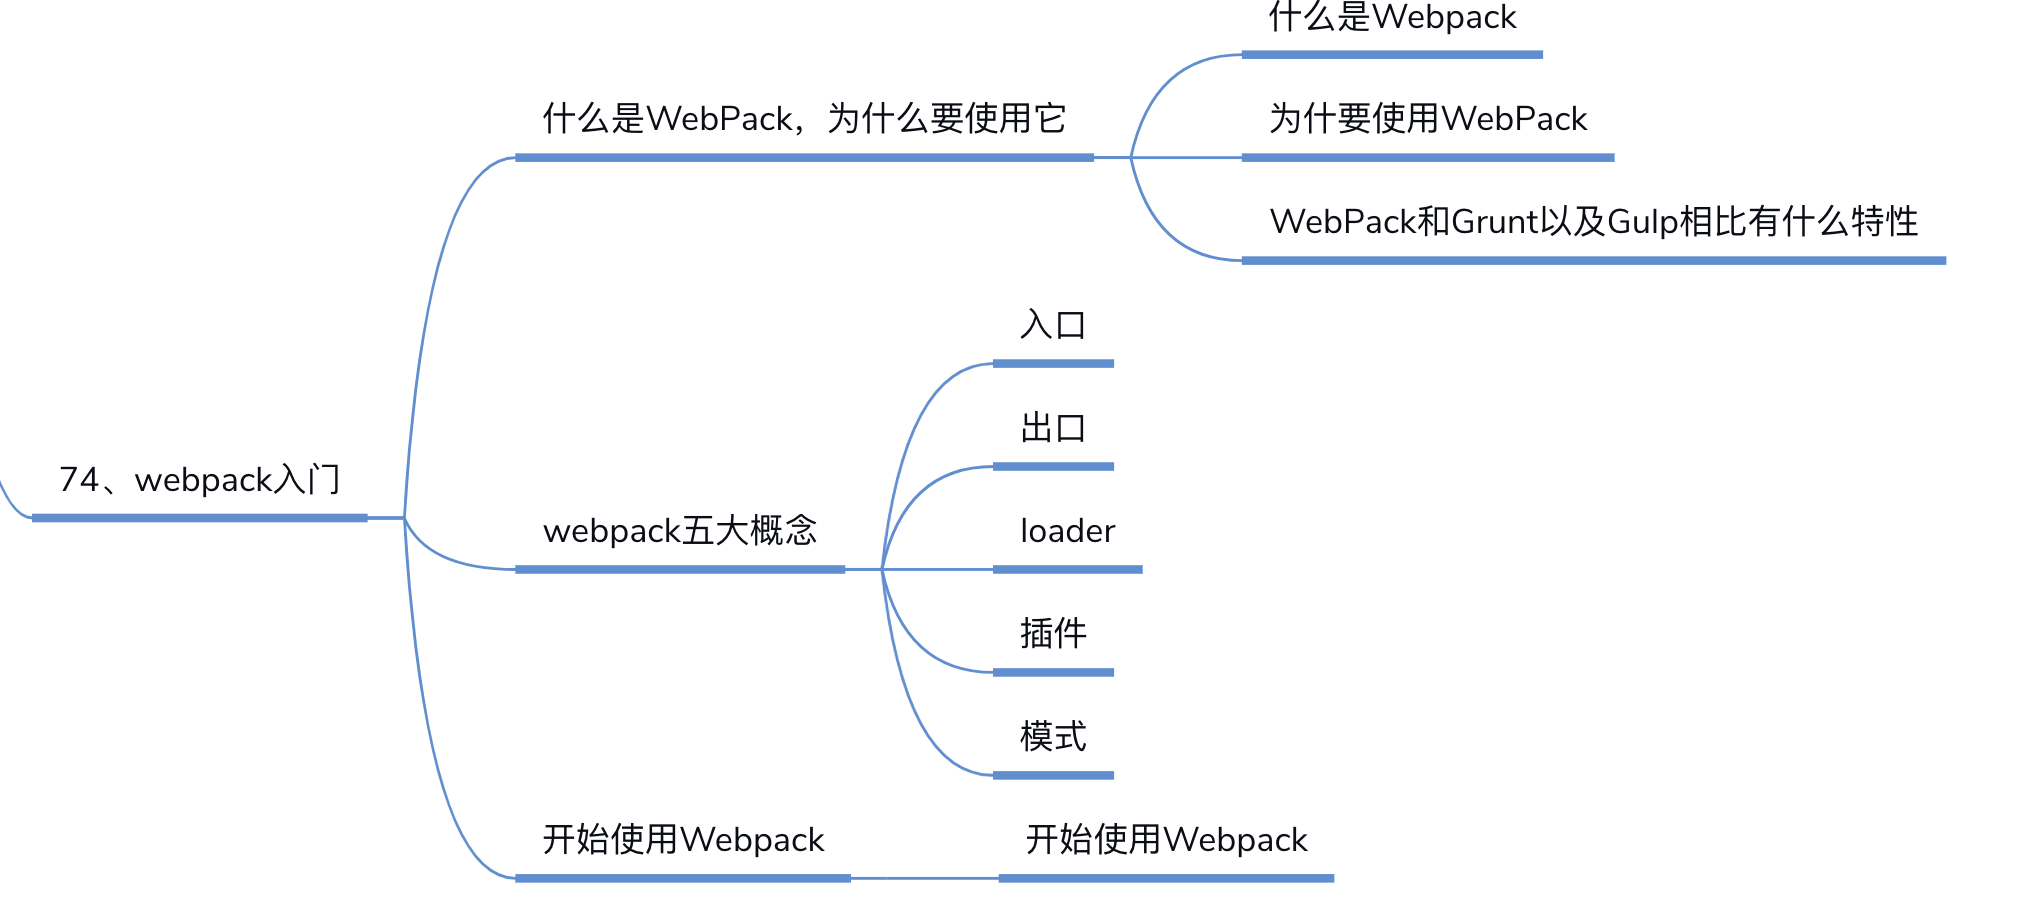 什么是Webpack
什么是WebPack，为什么要使用它
为什要使用WebPack
WebPack和Grunt以及Gulp相比有什么特性
入口
出口
74、webpack入门
webpack五大概念
loader
插件
模式
开始使用Webpack
开始使用Webpack